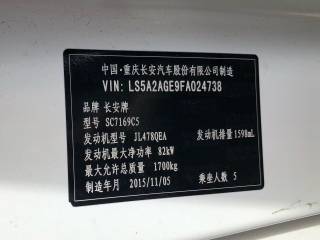 中国·重庆长安汽车股份有限公司制造
VIN: LS5A2AGE9FA024738
品牌 长安牌
型号 SC7169C5
发动机型号 JL478QEA 发动机排量 1598mL
发动机最大净功率 82kW
最大允许总质量 1700kg
制造年月 2015/11/05 乘坐人数 5